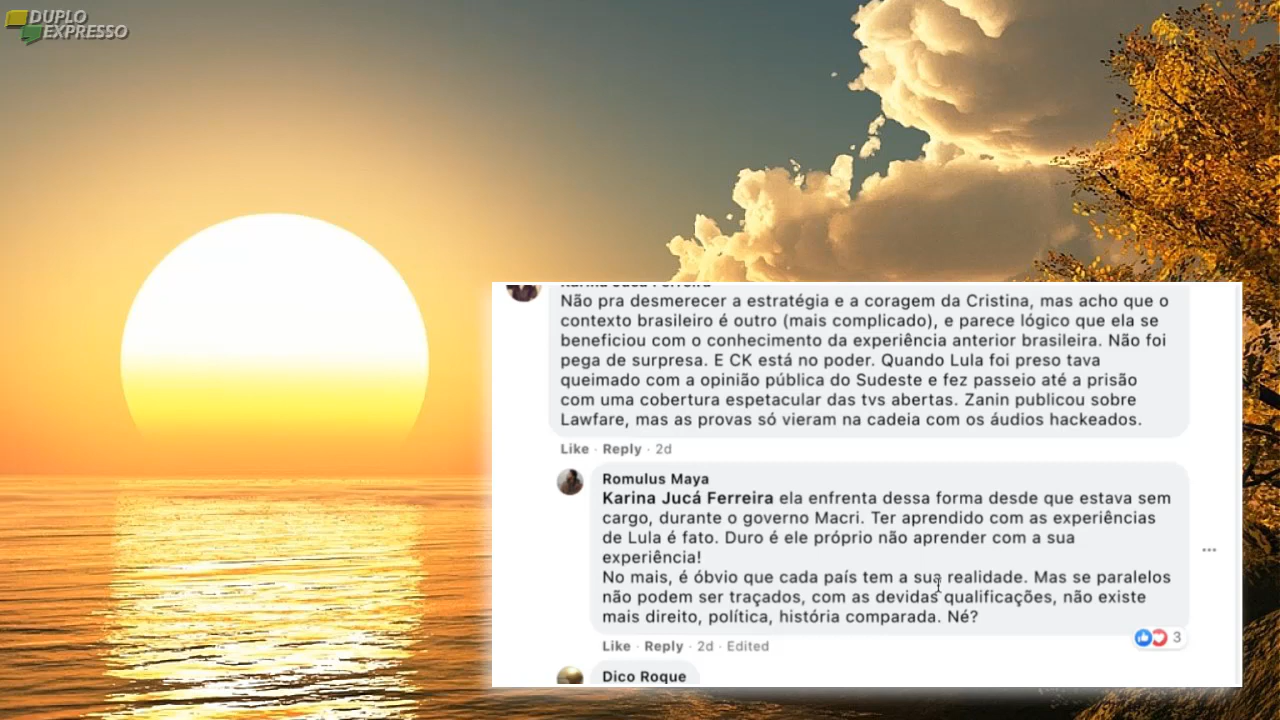 DUPLO
EXPRESSO
Não pra desmerecer a estratégia e a coragem da Cristina, mas acho que o
contexto brasileiro é outro (mais complicado), e parece lógico que ela se
beneficiou com o conhecimento da experiência anterior brasileira. Não foi
pega de surpresa. E CK está no poder. Quando Lula foi preso tava
queimado com a opinião pública do Sudeste e fez passeio até a prisão
com uma cobertura espetacular das tvs abertas. Zanin publicou sobre
Lawfare, mas as provas só vieram na cadeia com os áudios hackeados.
Like · Reply · 2d
Romulus Maya
Karina Jucá Ferreira ela enfrenta dessa forma desde que estava sem
cargo, durante o governo Macri. Ter aprendido com as experiências
de Lula é fato. Duro é ele próprio não aprender com a sua
experiência!
No mais, é óbvio que cada país tem a sua realidade. Mas se paralelos
não podem ser traçados, com as devidas qualificações, não existe
mais direito, política, história comparada. Né?
3
Like · Reply · 2d · Edited
Dico Roque